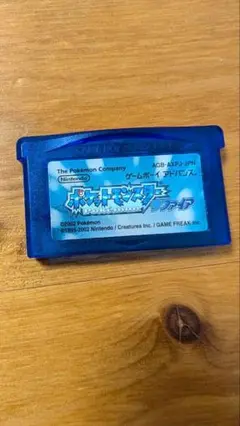 The Pokémon Company
AGB-AXPJ-JPN
Nintendo
ゲームボーイ アドバンス
ポケットモンスター
サファイア
©2002 Pokémon
©1995-2002 Nintendo / Creatures Inc. / GAME FREAK inc.